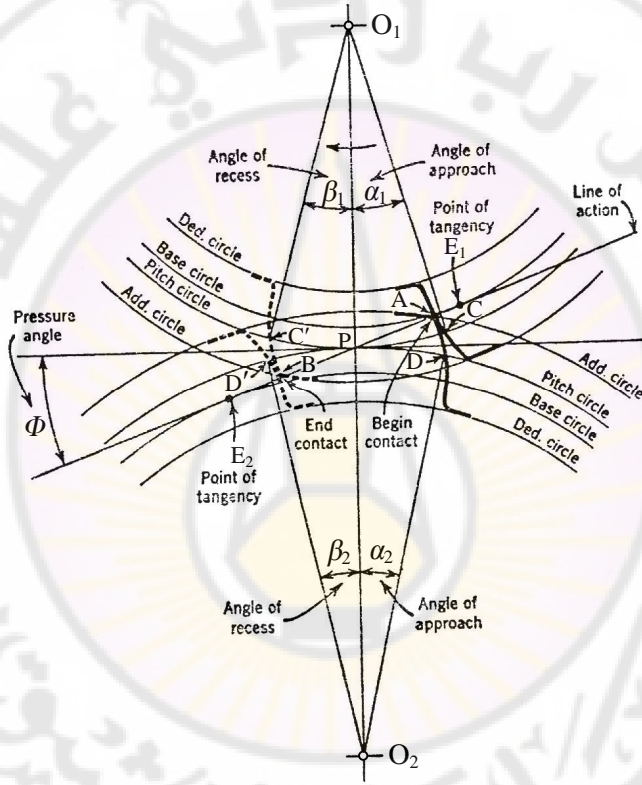 O₁
Angle of
recess
Angle of
approach
β₁
α₁
Line of
action
Point of
tangency
E₁
Ded. circle
Base circle
Pitch circle
Add. circle
Pressure
angle
Φ
A
C
C′
P
D
D′
B
Add. circle
Pitch circle
Base circle
Ded. circle
End
contact
Begin
contact
E₂
Point of
tangency
β₂
α₂
Angle of
recess
Angle of
approach
O₂